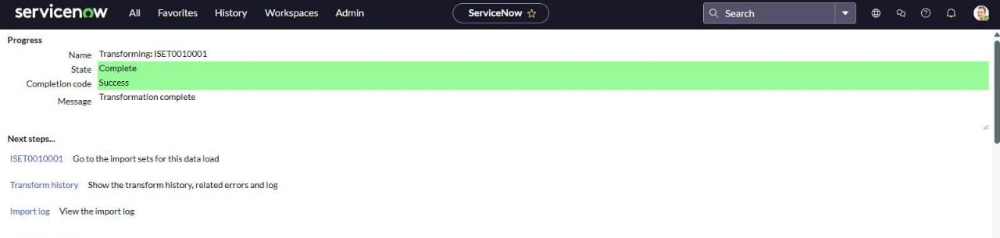 servicenow All Favorites History Workspaces Admin ServiceNow Search
Progress
Name Transforming: ISET0010001
State Complete
Completion code Success
Message Transformation complete
Next steps...
ISET0010001 Go to the import sets for this data load
Transform history Show the transform history, related errors and log
Import log View the import log